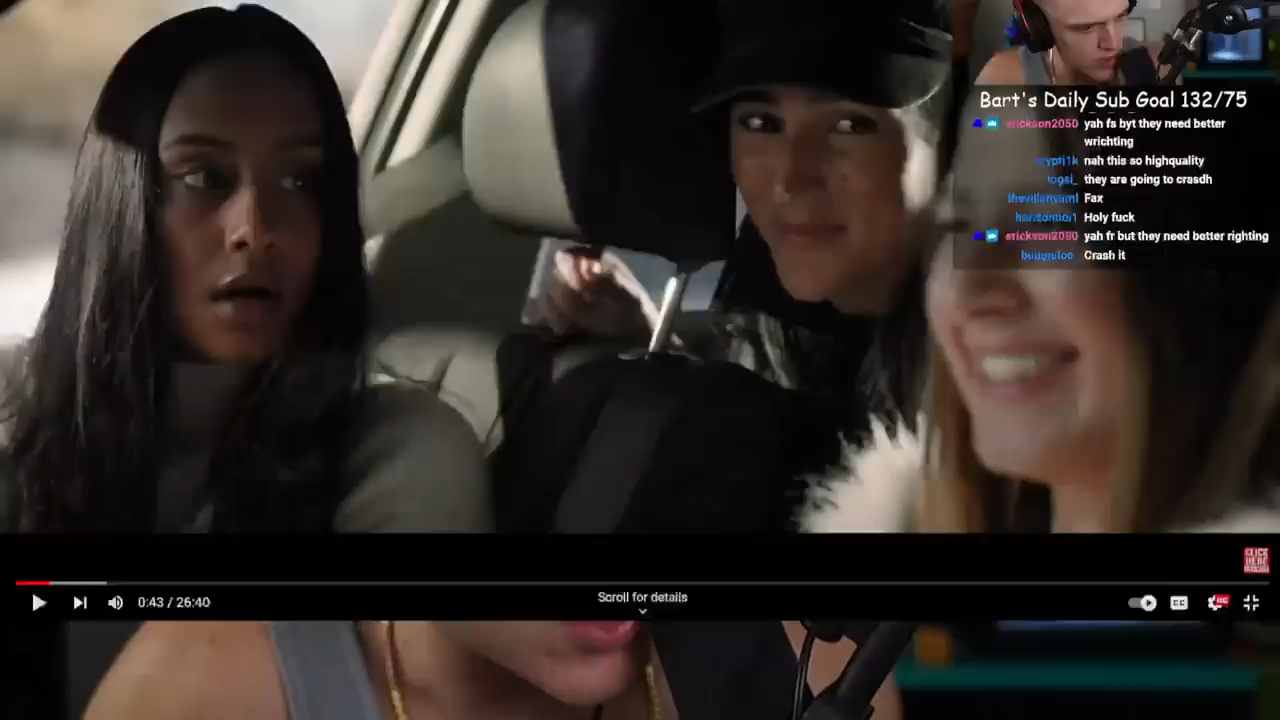 Bart's Daily Sub Goal 132/75
yah fs byt they need better
wrichting
nah this so highquality
they are going to crasdh
Fax
Holy fuck
yah fr but they need better righting
Crash it
0:43 / 26:40
Scroll for details
CC